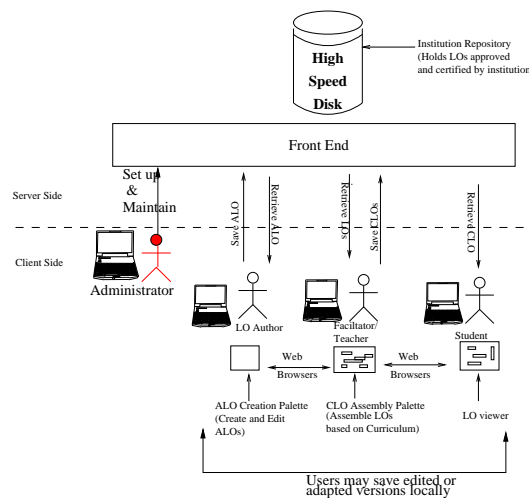 High
Speed
Disk
Institution Repository
(Holds LOs approved
and certified by institution
Front End
Set up
&
Maintain
Save ALO
Retrieve ALO
Retrieve LOs
Save CLOs
Retrieved CLO
Server Side
Client Side
Administrator
LO Author
Faciltator/
Teacher
Student
Web
Browsers
Web
Browsers
ALO Creation Palette
(Create and Edit
ALOs)
CLO Assembly Palette
(Assemble LOs
based on Curriculum)
LO viewer
Users may save edited or
adapted versions locally